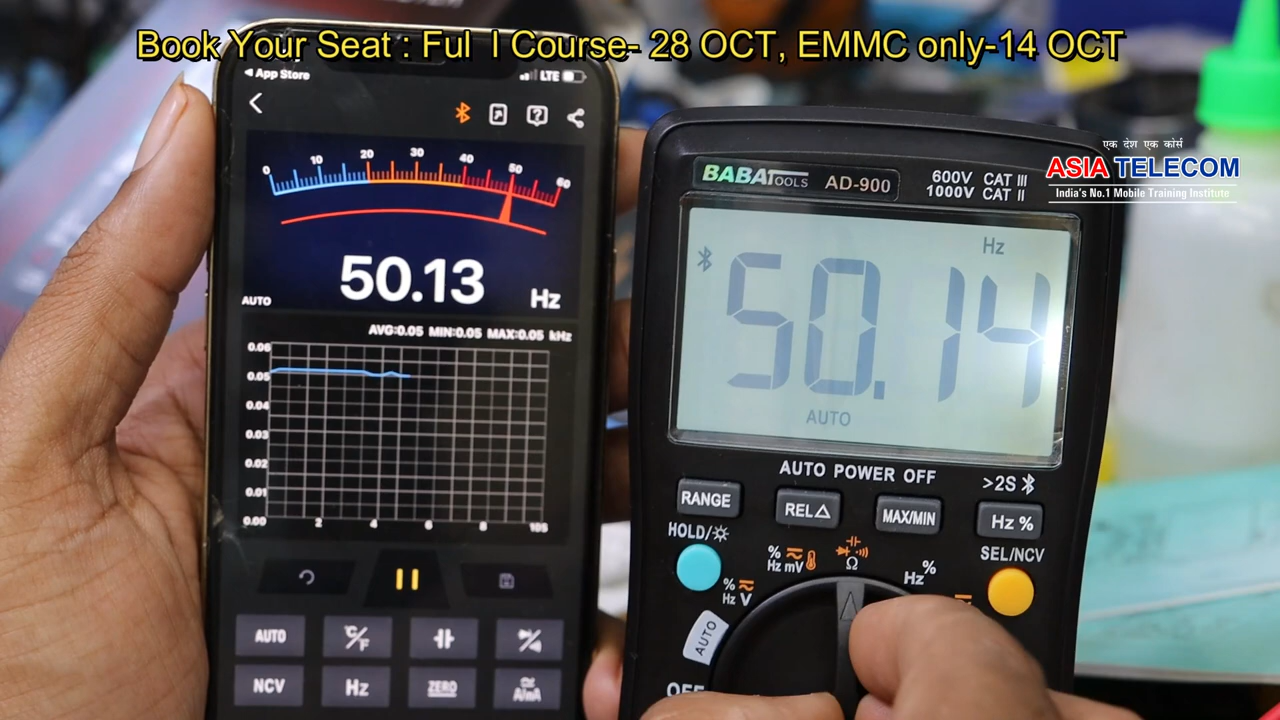 Book Your Seat : Ful l Course- 28 OCT, EMMC only-14 OCT
App Store
LTE
0 10 20 30 40 50 60
50.13
Hz
AUTO
AVG:0.05 MIN:0.05 MAX:0.05 kHz
0.06
0.05
0.04
0.03
0.02
0.01
0.00
2 4 6 8 10S
AUTO
°C/°F
NCV
Hz
ZERO
एक देश एक कोर्स
ASIA TELECOM
India's No.1 Mobile Training Institute
BABATOOLS AD-900
600V CAT III
1000V CAT II
Hz
50.14
AUTO
AUTO POWER OFF
>2S
RANGE
REL△
MAX/MIN
Hz %
HOLD/
SEL/NCV
% Hz mV
Ω
Hz%
% Hz V
AUTO
OFF